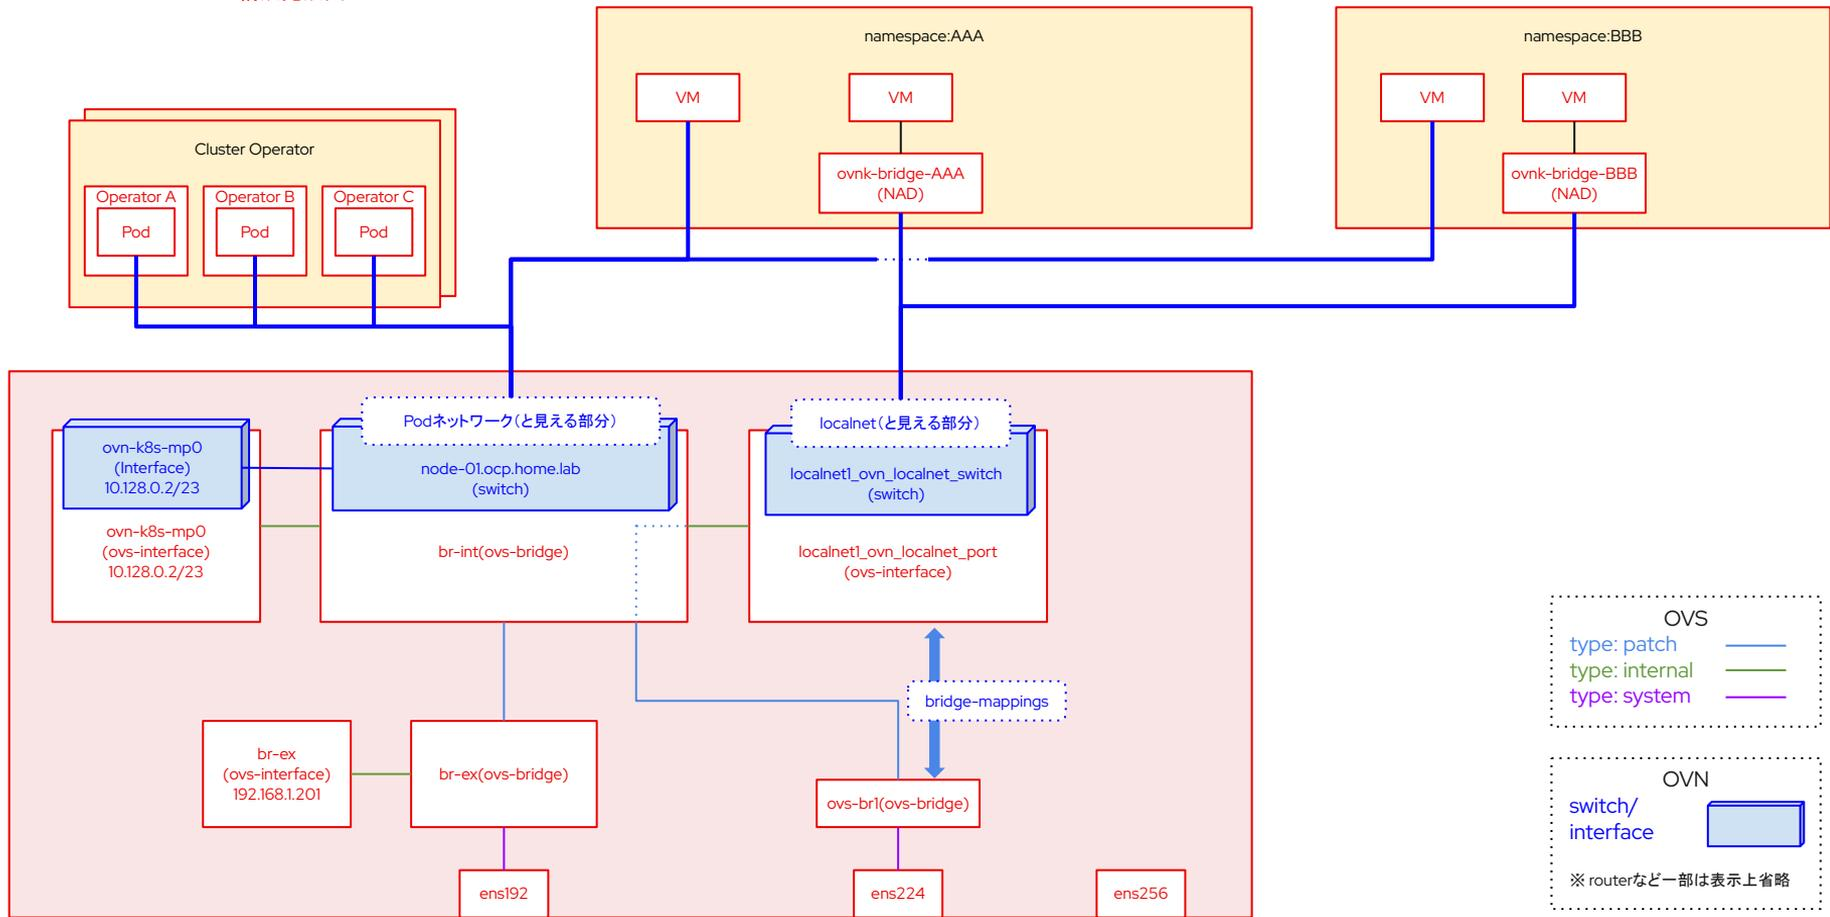 namespace:AAA
namespace:BBB
VM
VM
VM
VM
Cluster Operator
ovnk-bridge-AAA
(NAD)
ovnk-bridge-BBB
(NAD)
Operator A
Operator B
Operator C
Pod
Pod
Pod
Podネットワーク(と見える部分)
localnet(と見える部分)
ovn-k8s-mp0
(Interface)
10.128.0.2/23
node-01.ocp.home.lab
(switch)
localnet1_ovn_localnet_switch
(switch)
ovn-k8s-mp0
(ovs-interface)
10.128.0.2/23
br-int(ovs-bridge)
localnet1_ovn_localnet_port
(ovs-interface)
OVS
type: patch
type: internal
type: system
bridge-mappings
br-ex
(ovs-interface)
192.168.1.201
br-ex(ovs-bridge)
ovs-br1(ovs-bridge)
OVN
switch/
interface
※ routerなど一部は表示上省略
ens192
ens224
ens256